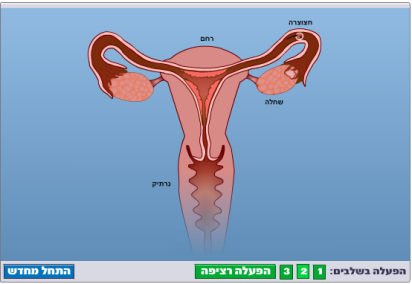 חצוצרה
רחם
שחלה
נרתיק
הפעלה בשלבים: 1 2 3 הפעלה רציפה התחל מחדש